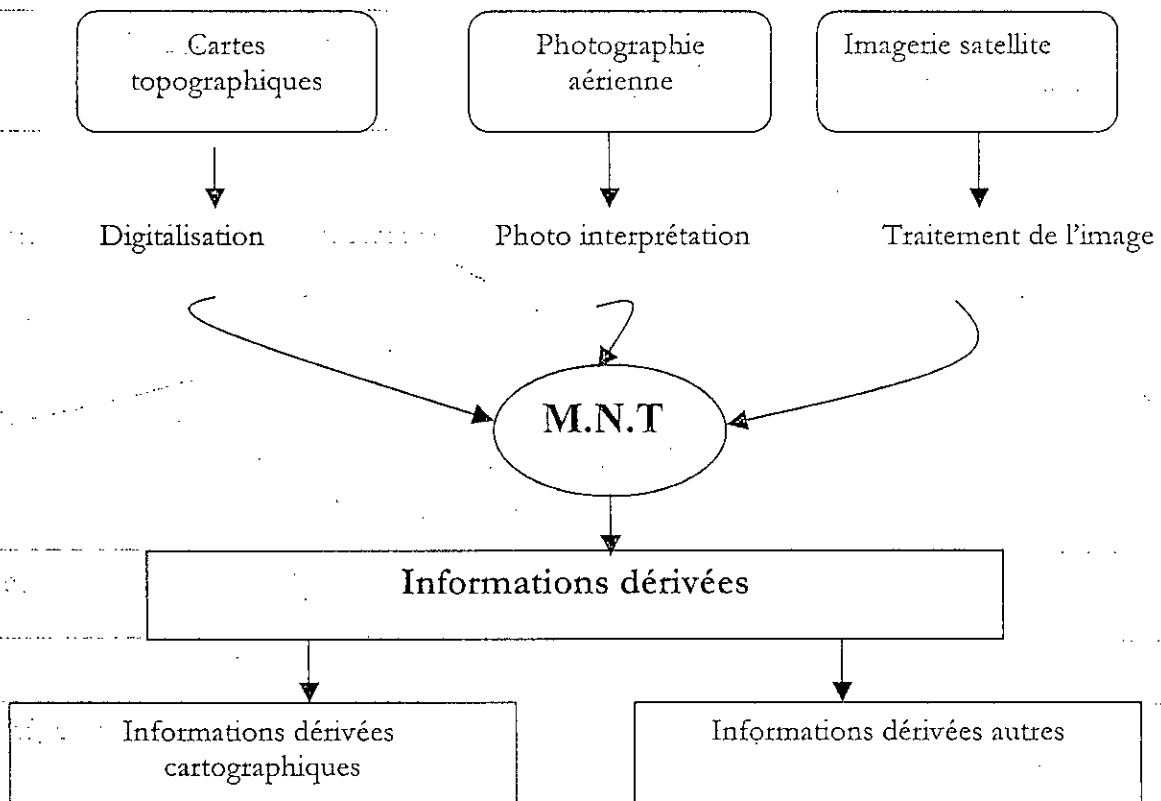 Cartes
topographiques
Photographie
aérienne
Imagerie satellite
Digitalisation
Photo interprétation
Traitement de l'image
M.N.T
Informations dérivées
Informations dérivées
cartographiques
Informations dérivées autres